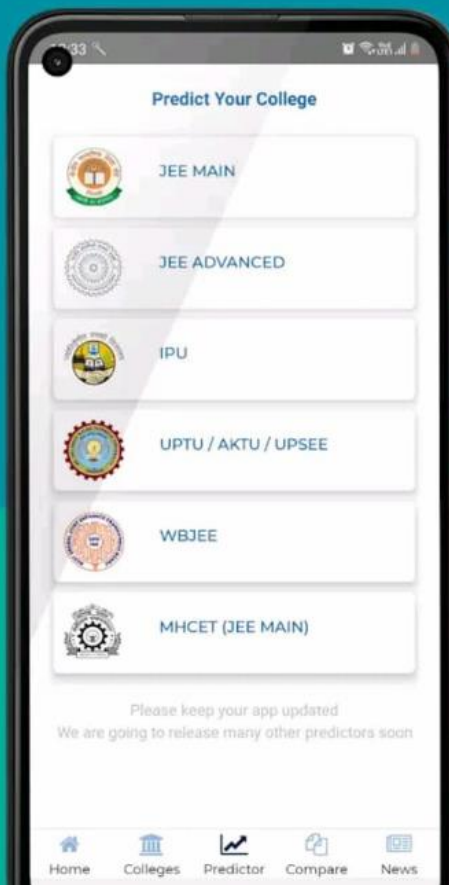 Predict Your College
JEE MAIN
JEE ADVANCED
IPU
UPTU / AKTU / UPSEE
WBJEE
MHCET (JEE MAIN)
Please keep your app updated
We are going to release many other predictors soon
Home Colleges Predictor Compare News